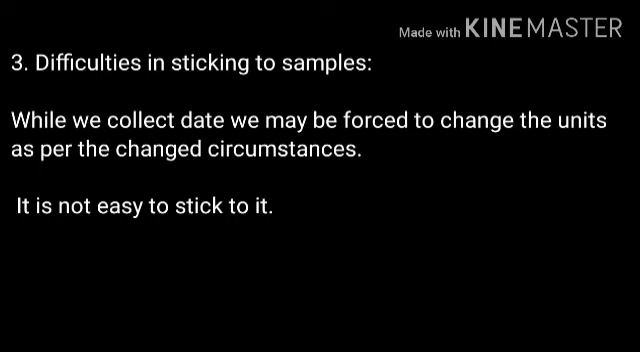 Made with KINEMASTER
3. Difficulties in sticking to samples:
While we collect date we may be forced to change the units
as per the changed circumstances.
It is not easy to stick to it.